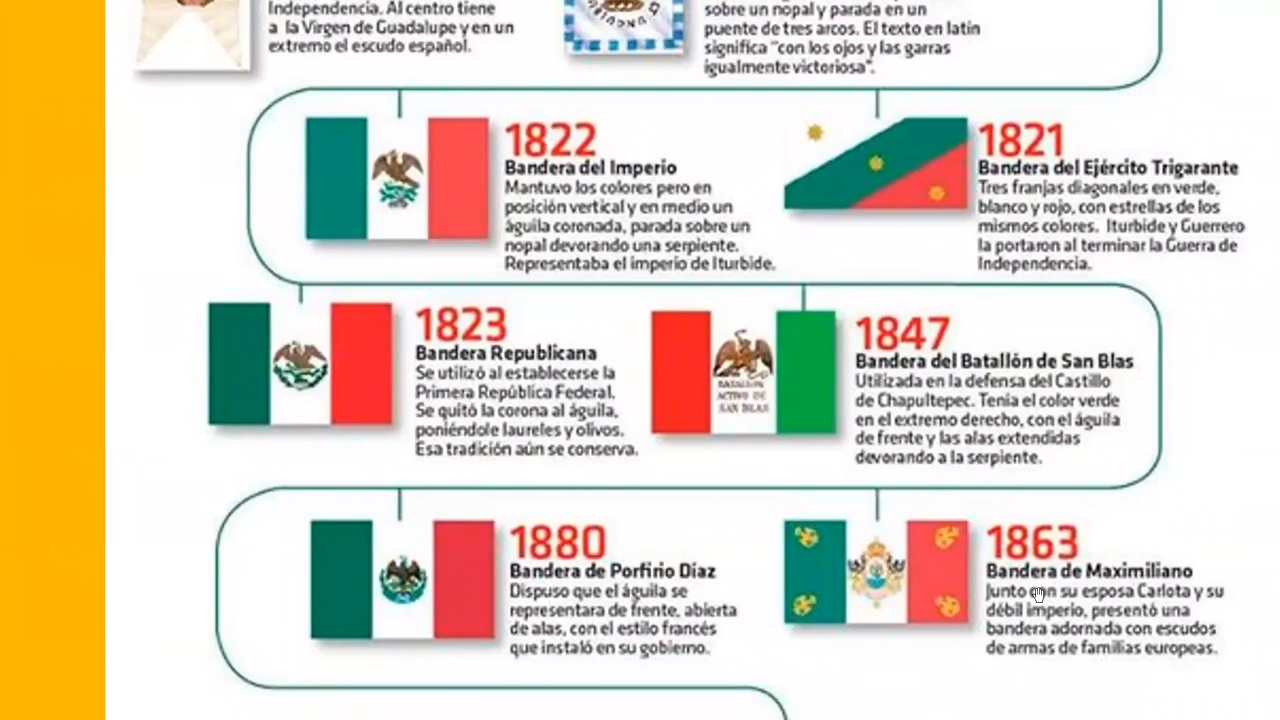 Independencia. Al centro tiene
a la Virgen de Guadalupe y en un
extremo el escudo español.
sobre un nopal y parada en un
puente de tres arcos. El texto en latín
significa "con los ojos y las garras
igualmente victoriosa".
1822
Bandera del Imperio
Mantuvo los colores pero en
posición vertical y en medio un
águila coronada, parada sobre un
nopal devorando una serpiente.
Representaba el imperio de Iturbide.
1821
Bandera del Ejército Trigarante
Tres franjas diagonales en verde,
blanco y rojo, con estrellas de los
mismos colores. Iturbide y Guerrero
la portaron al terminar la Guerra de
Independencia.
1823
Bandera Republicana
Se utilizó al establecerse la
Primera República Federal.
Se quitó la corona al águila,
poniéndole laureles y olivos.
Esa tradición aún se conserva.
BATALLON
ACTIVO DE
SAN BLAS
1847
Bandera del Batallón de San Blas
Utilizada en la defensa del Castillo
de Chapultepec. Tenía el color verde
en el extremo derecho, con el águila
de frente y las alas extendidas
devorando a la serpiente.
1880
Bandera de Porfirio Díaz
Dispuso que el águila se
representara de frente, abierta
de alas, con el estilo francés
que instaló en su gobierno.
1863
Bandera de Maximiliano
Junto con su esposa Carlota y su
débil imperio, presentó una
bandera adornada con escudos
de armas de familias europeas.